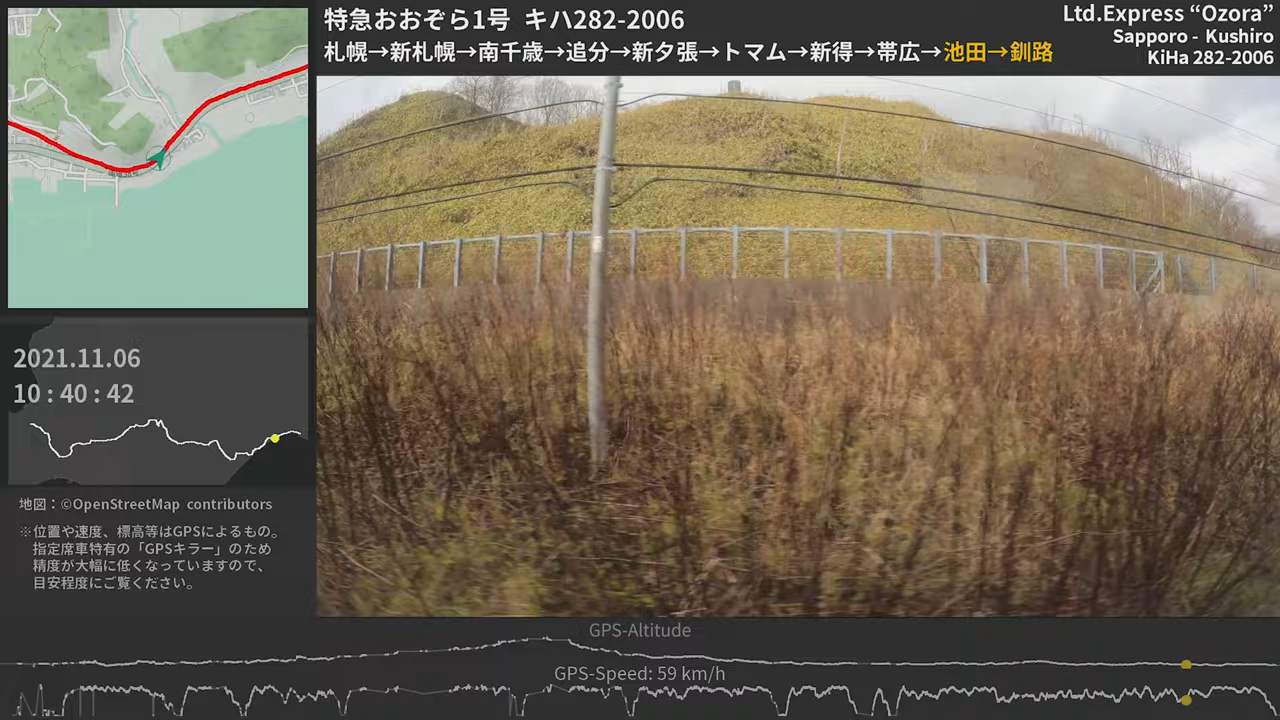 特急おおぞら1号 キハ282-2006
札幌→新札幌→南千歳→追分→新夕張→トマム→新得→帯広→池田→釧路
Ltd.Express “Ozora”
Sapporo - Kushiro
KiHa 282-2006
2021.11.06
10 : 40 : 42
地図：©OpenStreetMap contributors
※位置や速度、標高等はGPSによるもの。
指定席車特有の「GPSキラー」のため
精度が大幅に低くなっていますので、
目安程度にご覧ください。
GPS-Altitude
GPS-Speed: 59 km/h